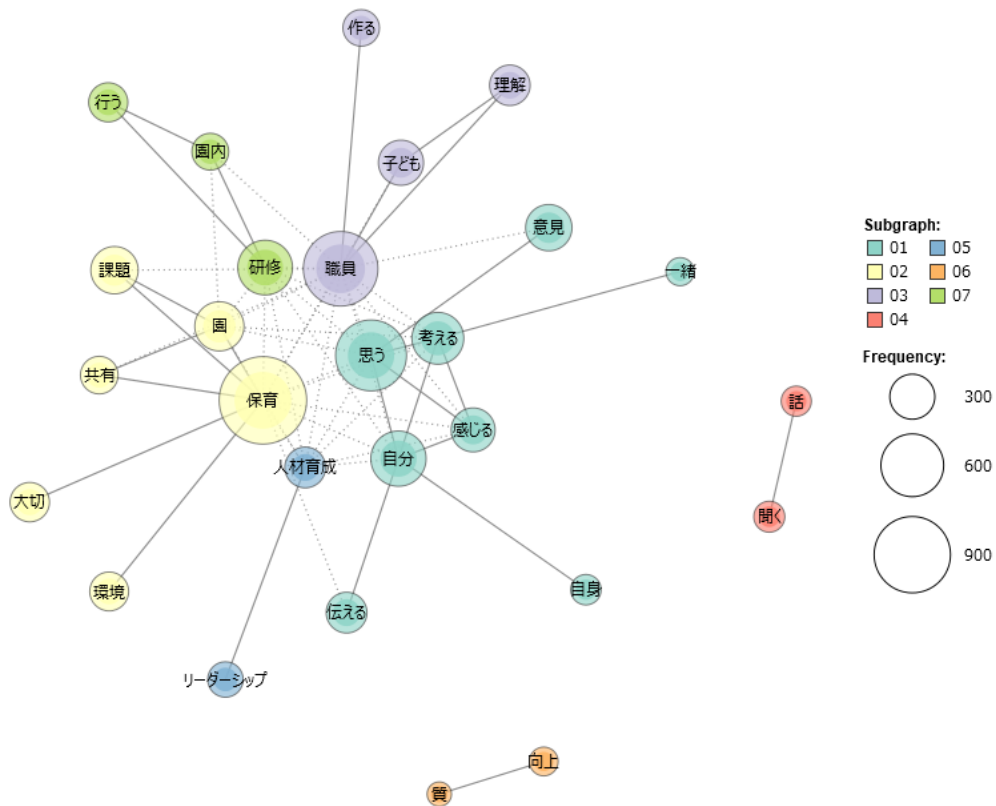 作る
理解
行う
園内
子ども
意見
研修
職員
課題
一緒
園
思う
考える
共有
保育
感じる
人材育成
自分
大切
環境
伝える
自身
リーダーシップ
向上
質
話
聞く
Subgraph:
01 05
02 06
03 07
04
Frequency:
300
600
900